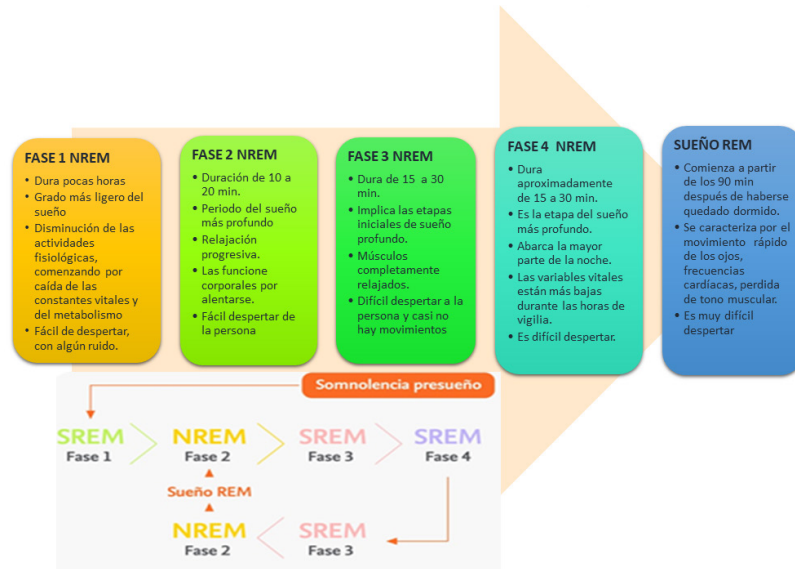 FASE 1 NREM
• Dura pocas horas
• Grado más ligero del
sueño
• Disminución de las
actividades
fisiológicas,
comenzando por
caída de las
constantes vitales y
del metabolismo
• Fácil de despertar,
con algún ruido.
FASE 2 NREM
• Duración de 10 a
20 min.
• Periodo del sueño
más profundo
• Relajación
progresiva.
• Las funcione
corporales por
alentarse.
• Fácil despertar de
la persona
FASE 3 NREM
• Dura de 15 a 30
min.
• Implica las etapas
iniciales de sueño
profundo.
• Músculos
completamente
relajados.
• Difícil despertar a la
persona y casi no
hay movimientos
FASE 4 NREM
• Dura
aproximadamente
de 15 a 30 min.
• Es la etapa del sueño
más profundo.
• Abarca la mayor
parte de la noche.
• Las variables vitales
están más bajas
durante las horas de
vigilia.
• Es difícil despertar.
SUEÑO REM
• Comienza a partir
de los 90 min
después de haberse
quedado dormido.
• Se caracteriza por el
movimiento rápido
de los ojos,
frecuencias
cardíacas, perdida
de tono muscular.
• Es muy difícil
despertar
Somnolencia presueño
SREM
Fase 1
NREM
Fase 2
SREM
Fase 3
SREM
Fase 4
Sueño REM
NREM
Fase 2
SREM
Fase 3